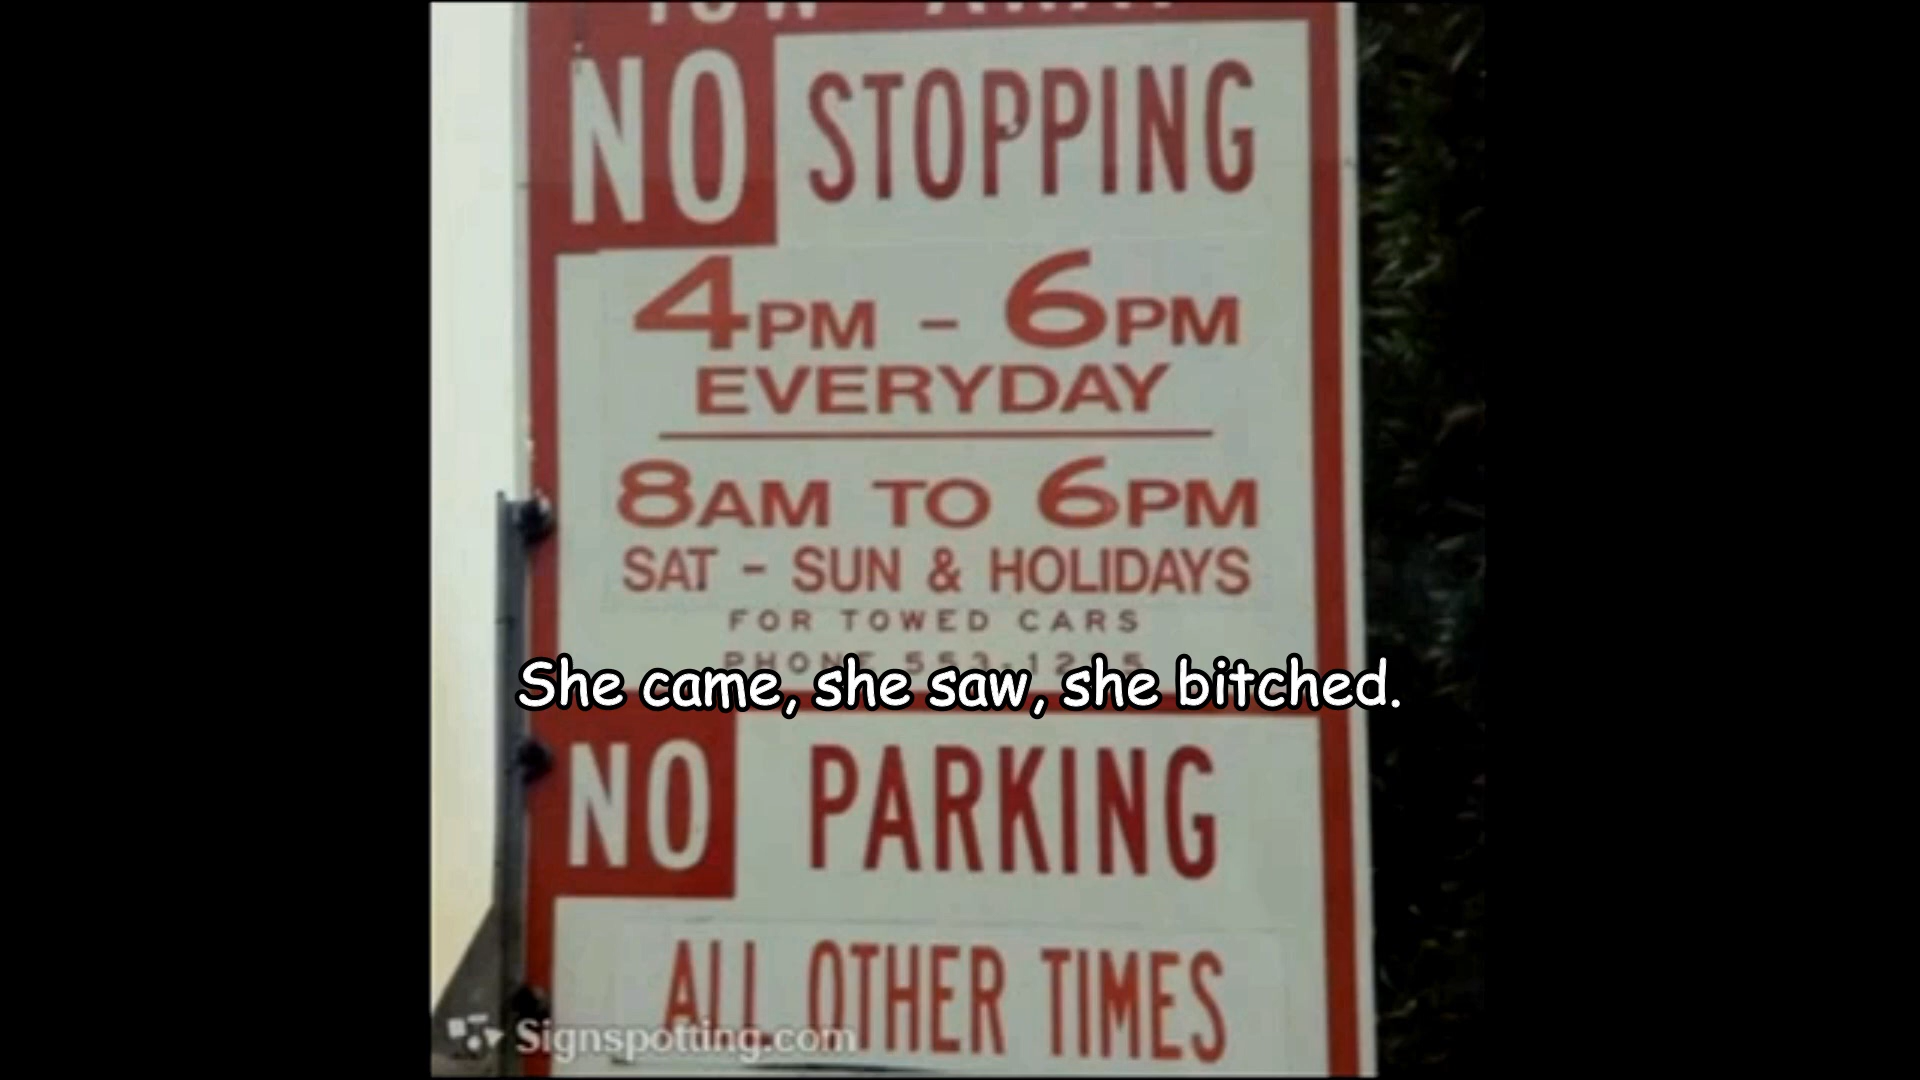 NO STOPPING
4PM - 6PM
EVERYDAY
8AM TO 6PM
SAT - SUN & HOLIDAYS
FOR TOWED CARS
PHONE
She came, she saw, she bitched.
NO PARKING
ALL OTHER TIMES
Signspotting.com